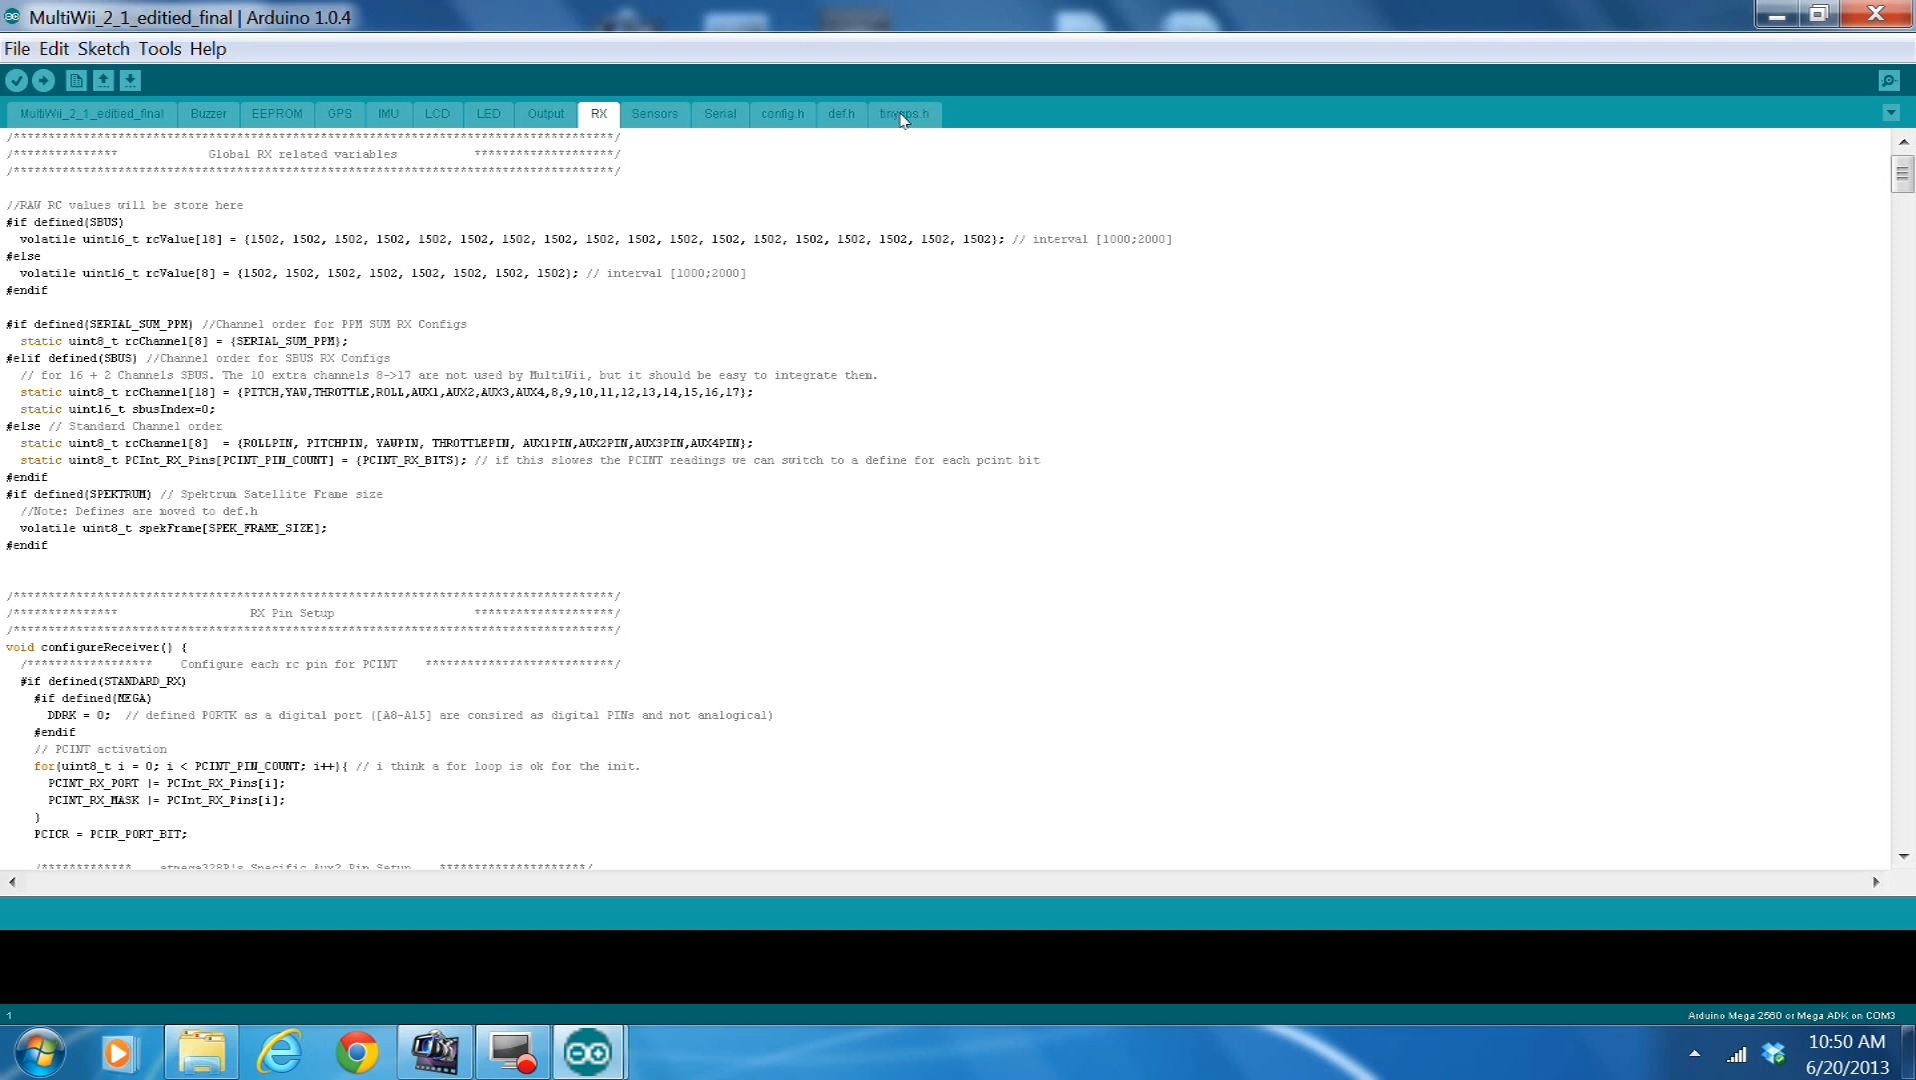 MultiWii_2_1_editied_final | Arduino 1.0.4
File Edit Sketch Tools Help
MultiWii_2_1_editied_final Buzzer EEPROM GPS IMU LCD LED Output RX Sensors Serial config.h def.h
/**************************************************************************************/
/***************             Global RX related variables           ********************/
/**************************************************************************************/
//RAW RC values will be store here
#if defined(SBUS)
volatile uint16_t rcValue[18] = {1502, 1502, 1502, 1502, 1502, 1502, 1502, 1502, 1502, 1502, 1502, 1502, 1502, 1502, 1502, 1502, 1502, 1502}; // interval [1000;2000]
#else
volatile uint16_t rcValue[8] = {1502, 1502, 1502, 1502, 1502, 1502, 1502, 1502}; // interval [1000;2000]
#endif
#if defined(SERIAL_SUM_PPM) //Channel order for PPM SUM RX Configs
static uint8_t rcChannel[8] = {SERIAL_SUM_PPM};
#elif defined(SBUS) //Channel order for SBUS RX Configs
// for 16 + 2 Channels SBUS. The 10 extra channels 8->17 are not used by MultiWii, but it should be easy to integrate them.
static uint8_t rcChannel[18] = {PITCH,YAW,THROTTLE,ROLL,AUX1,AUX2,AUX3,AUX4,8,9,10,11,12,13,14,15,16,17};
static uint16_t sbusIndex=0;
#else // Standard Channel order
static uint8_t rcChannel[8]  = {ROLLPIN, PITCHPIN, YAWPIN, THROTTLEPIN, AUX1PIN,AUX2PIN,AUX3PIN,AUX4PIN};
static uint8_t PCInt_RX_Pins[PCINT_PIN_COUNT] = {PCINT_RX_BITS}; // if this slowes the PCINT readings we can switch to a define for each pcint bit
#endif
#if defined(SPEKTRUM) // Spektrum Satellite Frame size
//Note: Defines are moved to def.h
volatile uint8_t spekFrame[SPEK_FRAME_SIZE];
#endif
/**************************************************************************************/
/***************                   RX Pin Setup                    ********************/
/**************************************************************************************/
void configureReceiver() {
/******************    Configure each rc pin for PCINT    ***************************/
#if defined(STANDARD_RX)
#if defined(MEGA)
DDRK = 0;  // defined PORTK as a digital port ([A8-A15] are consired as digital PINs and not analogical)
#endif
// PCINT activation
for(uint8_t i = 0; i < PCINT_PIN_COUNT; i++){ // i think a for loop is ok for the init.
PCINT_RX_PORT |= PCInt_RX_Pins[i];
PCINT_RX_MASK |= PCInt_RX_Pins[i];
}
PCICR = PCIR_PORT_BIT;
/*************    atmega328P's Specific Aux2 Pin Setup    *********************/
1
Arduino Mega 2560 or Mega ADK on COM3
10:50 AM
6/20/2013